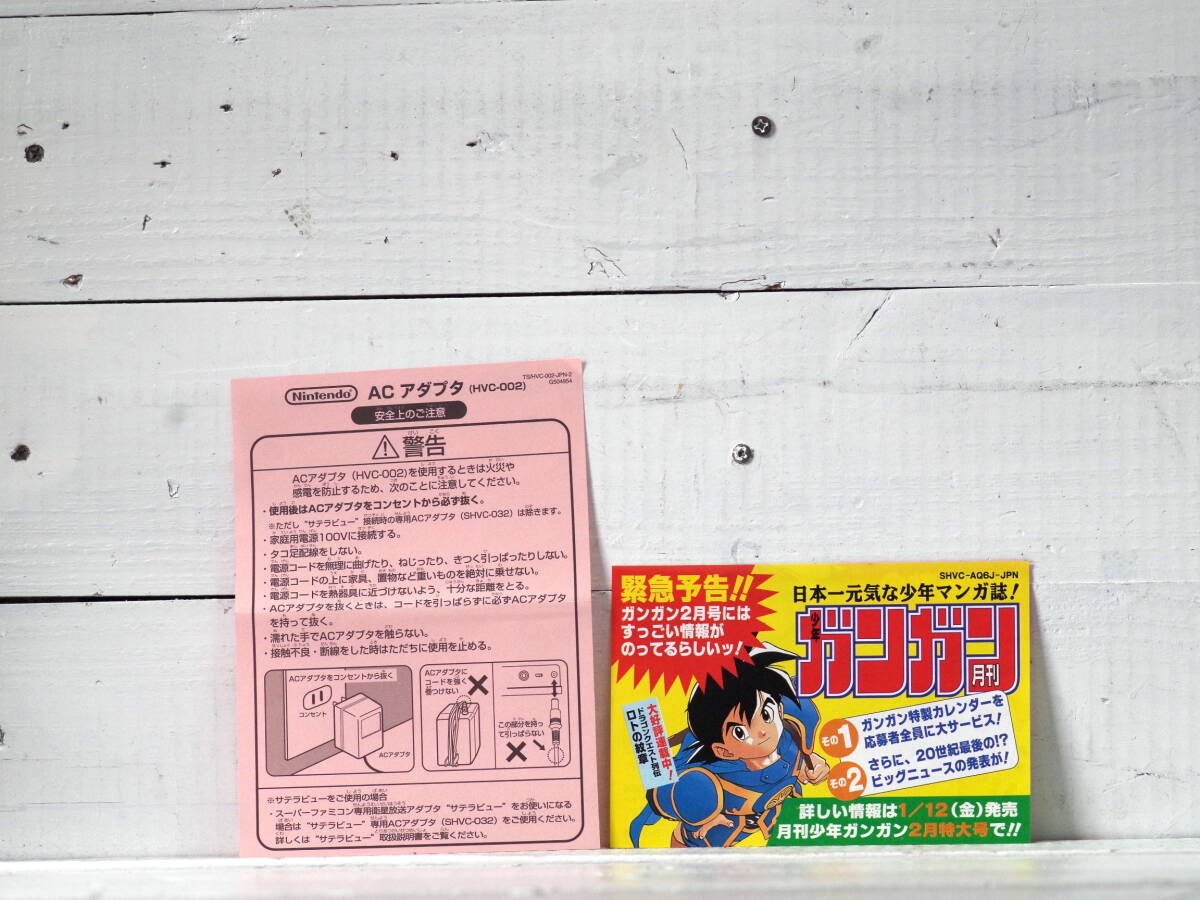 TS/HVC-002-JPN-2
G504854
Nintendo ACアダプタ (HVC-002)
安全上のご注意
警告
ACアダプタ（HVC-002）を使用するときは火災や
感電を防止するため、次のことに注意してください。
・使用後はACアダプタをコンセントから必ず抜く。
※ただし“サテラビュー”接続時の専用ACアダプタ（SHVC-032）は除きます。
・家庭用電源100Vに接続する。
・タコ足配線をしない。
・電源コードを無理に曲げたり、ねじったり、きつく引っぱったりしない。
・電源コードの上に家具、置物など重いものを絶対に乗せない。
・電源コードを熱器具に近づけないよう、十分な距離をとる。
・ACアダプタを抜くときは、コードを引っぱらずに必ずACアダプタ
を持って抜く。
・濡れた手でACアダプタを触らない。
・接触不良・断線をした時はただちに使用を止める。
ACアダプタをコンセントから抜く
コンセント
ACアダプタ
ACアダプタに
コードを強く
巻つけない
この部分を持っ
て引っぱらない
※サテラビューをご使用の場合
・スーパーファミコン専用衛星放送アダプタ“サテラビュー”をお使いになる
場合は“サテラビュー”専用ACアダプタ（SHVC-032）をご使用ください。
詳しくは“サテラビュー”取扱説明書をご覧ください。
SHVC-AQ6J-JPN
緊急予告!!
ガンガン2月号には
すっごい情報が
のってるらしいッ!
日本一元気な少年マンガ誌!
少年
ガンガン
月刊
大好評連載中!
ドラゴンクエスト列伝
ロトの紋章
その1
ガンガン特製カレンダーを
応募者全員に大サービス!
その2
さらに、20世紀最後の!?
ビッグニュースの発表が!
詳しい情報は1/12(金)発売
月刊少年ガンガン2月特大号で!!